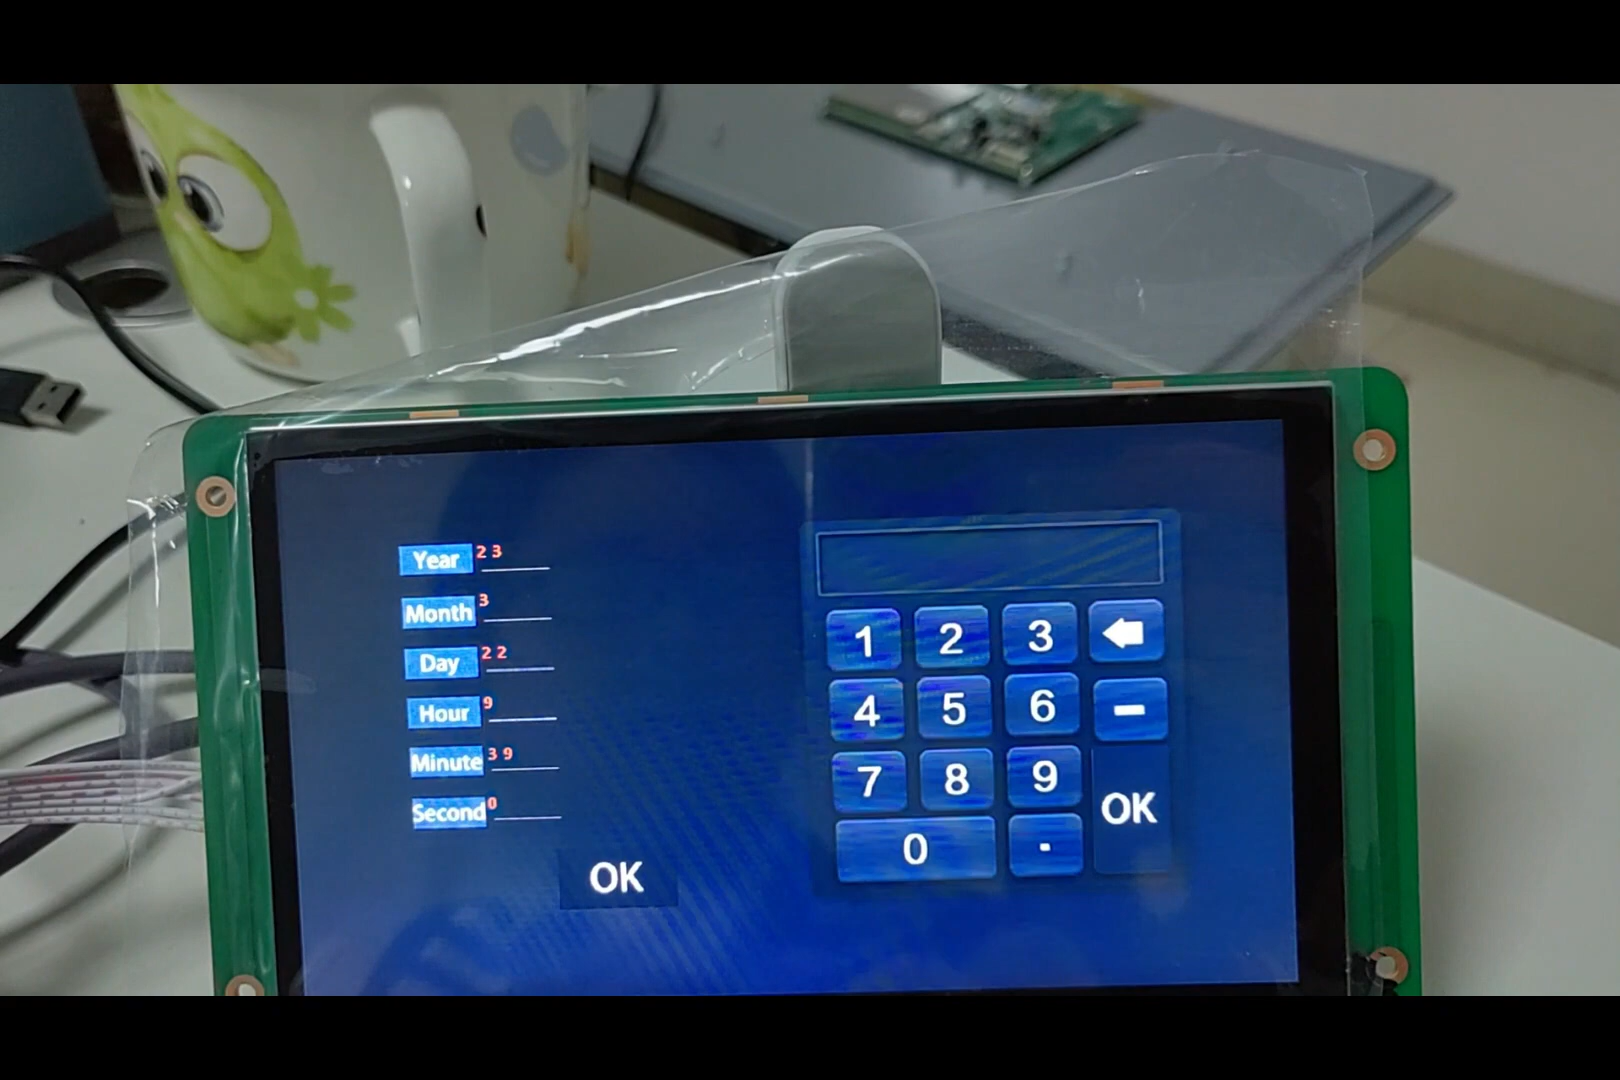 Year 23
Month 3
Day 22
Hour 9
Minute 39
Second 0
OK
1 2 3
4 5 6 -
7 8 9
OK
0 .